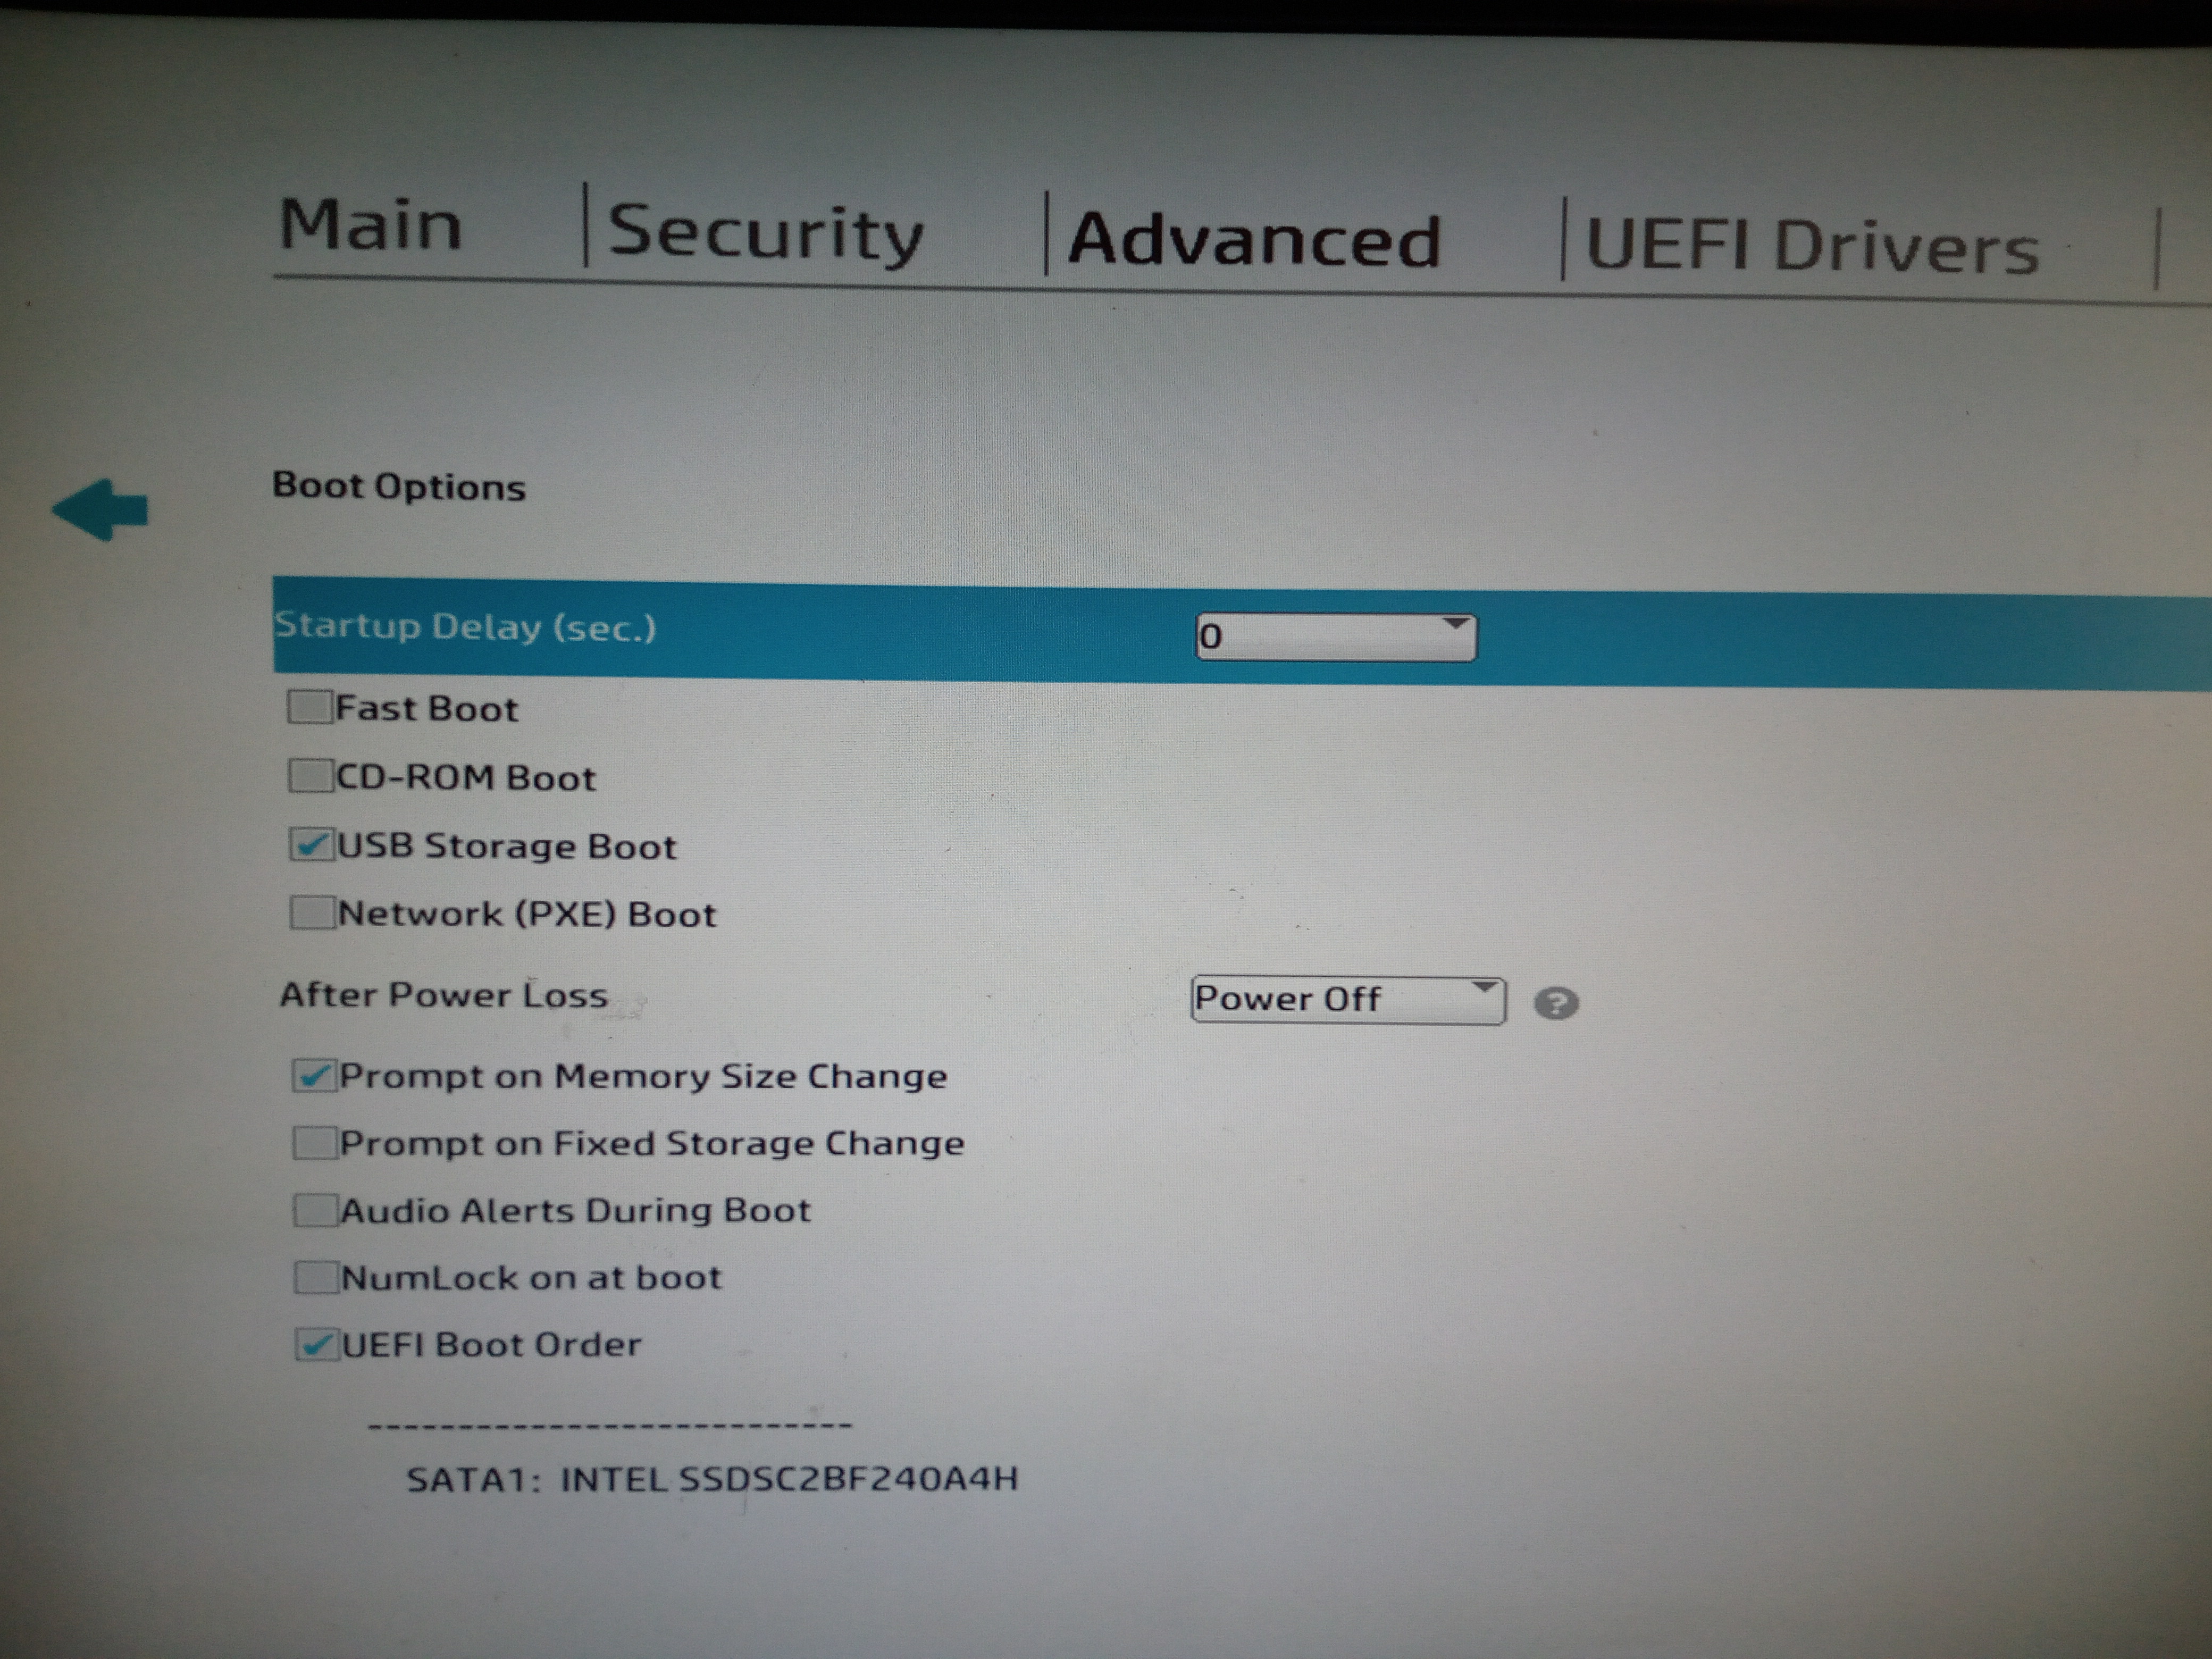 Main | Security | Advanced | UEFI Drivers |
Boot Options
Startup Delay (sec.) 0
Fast Boot
CD-ROM Boot
USB Storage Boot
Network (PXE) Boot
After Power Loss Power Off ?
Prompt on Memory Size Change
Prompt on Fixed Storage Change
Audio Alerts During Boot
NumLock on at boot
UEFI Boot Order
---------------------------
SATA1: INTEL SSDSC2BF240A4H